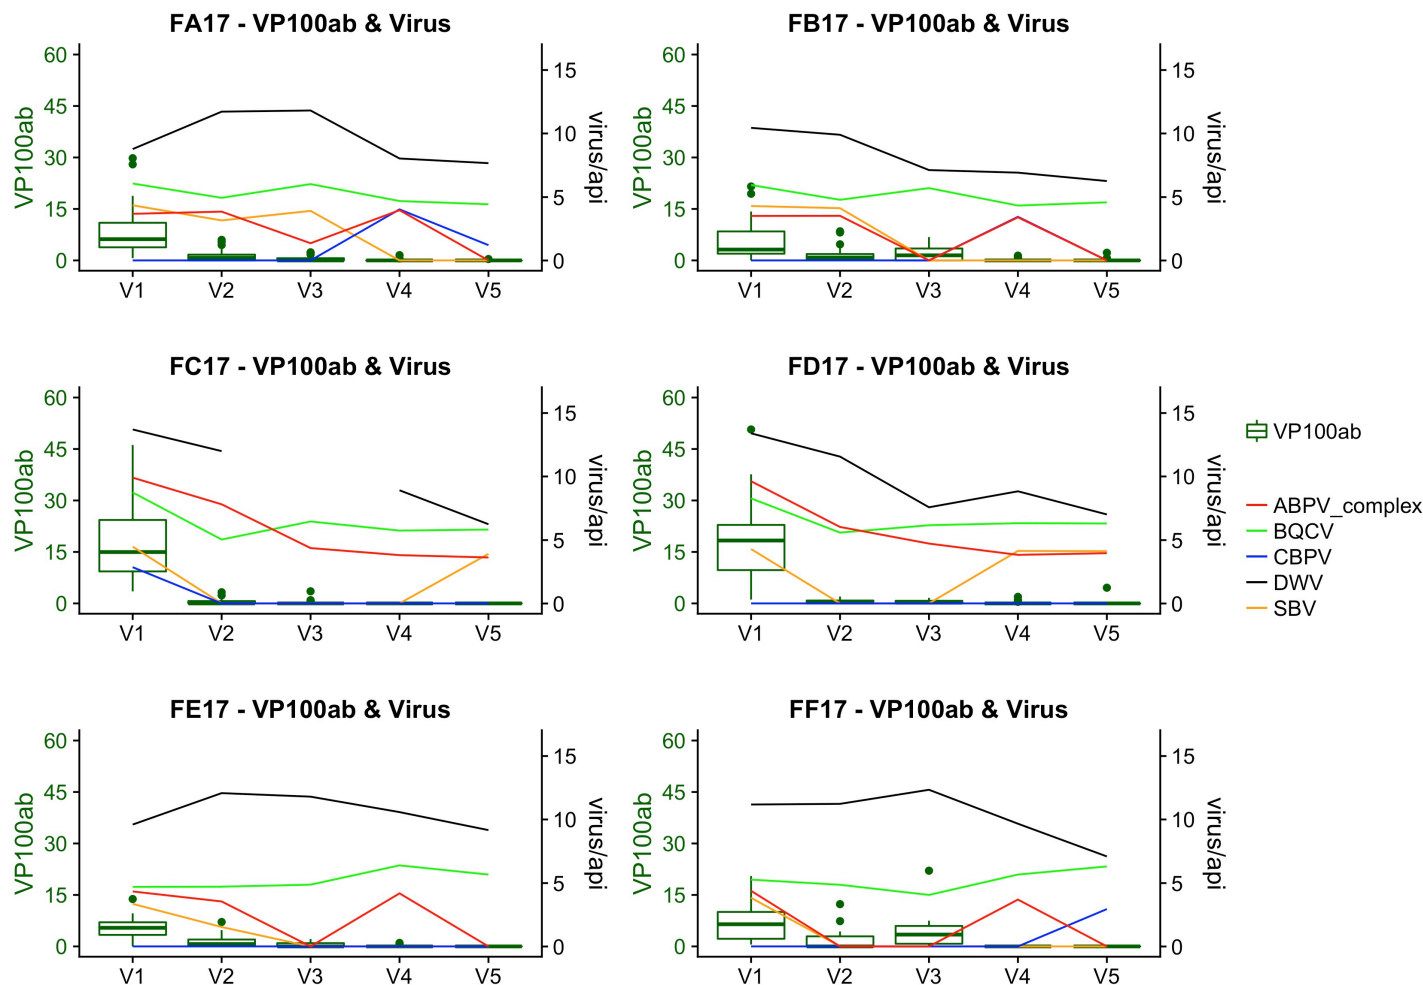 FA17 - VP100ab & Virus
VP100ab
60
45
30
15
0
15
10
5
0
virus/api
V1 V2 V3 V4 V5
FB17 - VP100ab & Virus
VP100ab
60
45
30
15
0
15
10
5
0
virus/api
V1 V2 V3 V4 V5
FC17 - VP100ab & Virus
VP100ab
60
45
30
15
0
15
10
5
0
virus/api
V1 V2 V3 V4 V5
FD17 - VP100ab & Virus
VP100ab
60
45
30
15
0
15
10
5
0
virus/api
V1 V2 V3 V4 V5
VP100ab
ABPV_complex
BQCV
CBPV
DWV
SBV
FE17 - VP100ab & Virus
VP100ab
60
45
30
15
0
15
10
5
0
virus/api
V1 V2 V3 V4 V5
FF17 - VP100ab & Virus
VP100ab
60
45
30
15
0
15
10
5
0
virus/api
V1 V2 V3 V4 V5